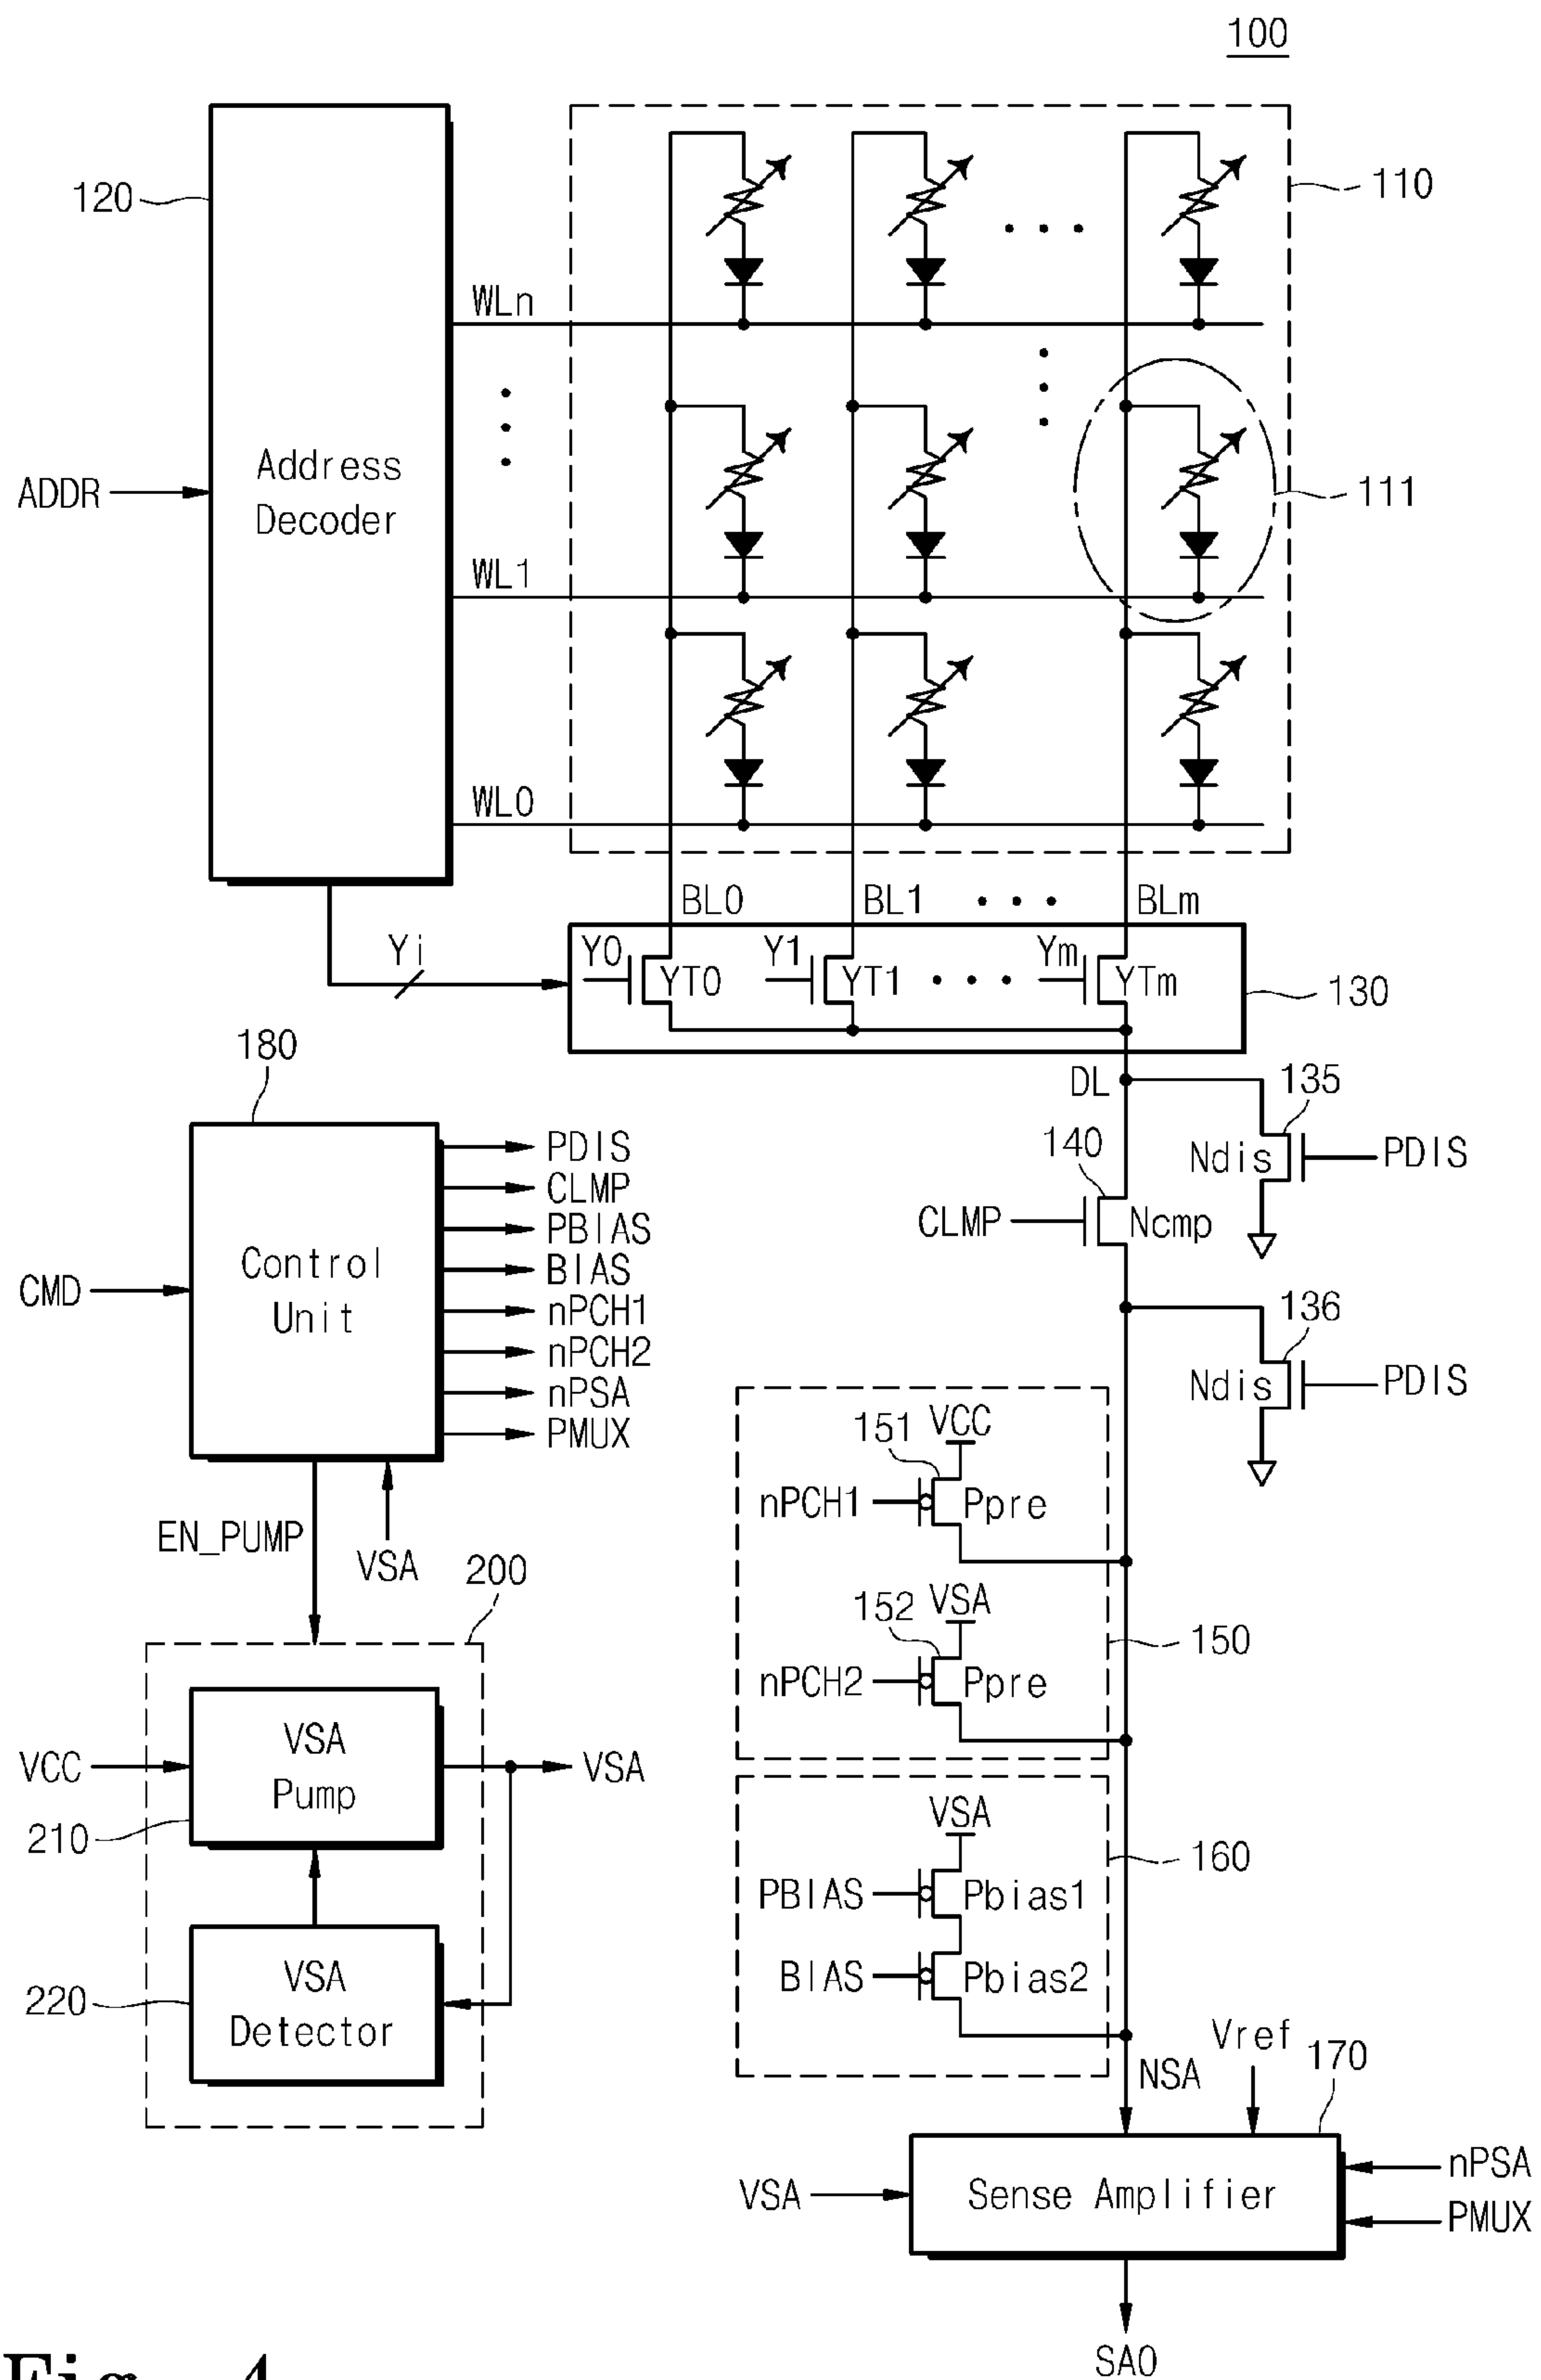 100
120
110
WLn
Address
Decoder
ADDR
111
WL1
WL0
BL0
BL1
BLm
Yi
Y0
YT0
Y1
YT1
Ym
YTm
130
180
DL
135
Ndis
PDIS
140
CLMP
Ncmp
PDIS
CLMP
PBIAS
BIAS
nPCH1
nPCH2
nPSA
PMUX
Control
Unit
CMD
136
Ndis
PDIS
151
VCC
nPCH1
Ppre
EN_PUMP
VSA
200
152
VSA
nPCH2
Ppre
150
VSA
Pump
VCC
VSA
210
VSA
PBIAS
Pbias1
160
BIAS
Pbias2
VSA
Detector
220
Vref
170
NSA
VSA
Sense Amplifier
nPSA
PMUX
SAO
Fig. 4